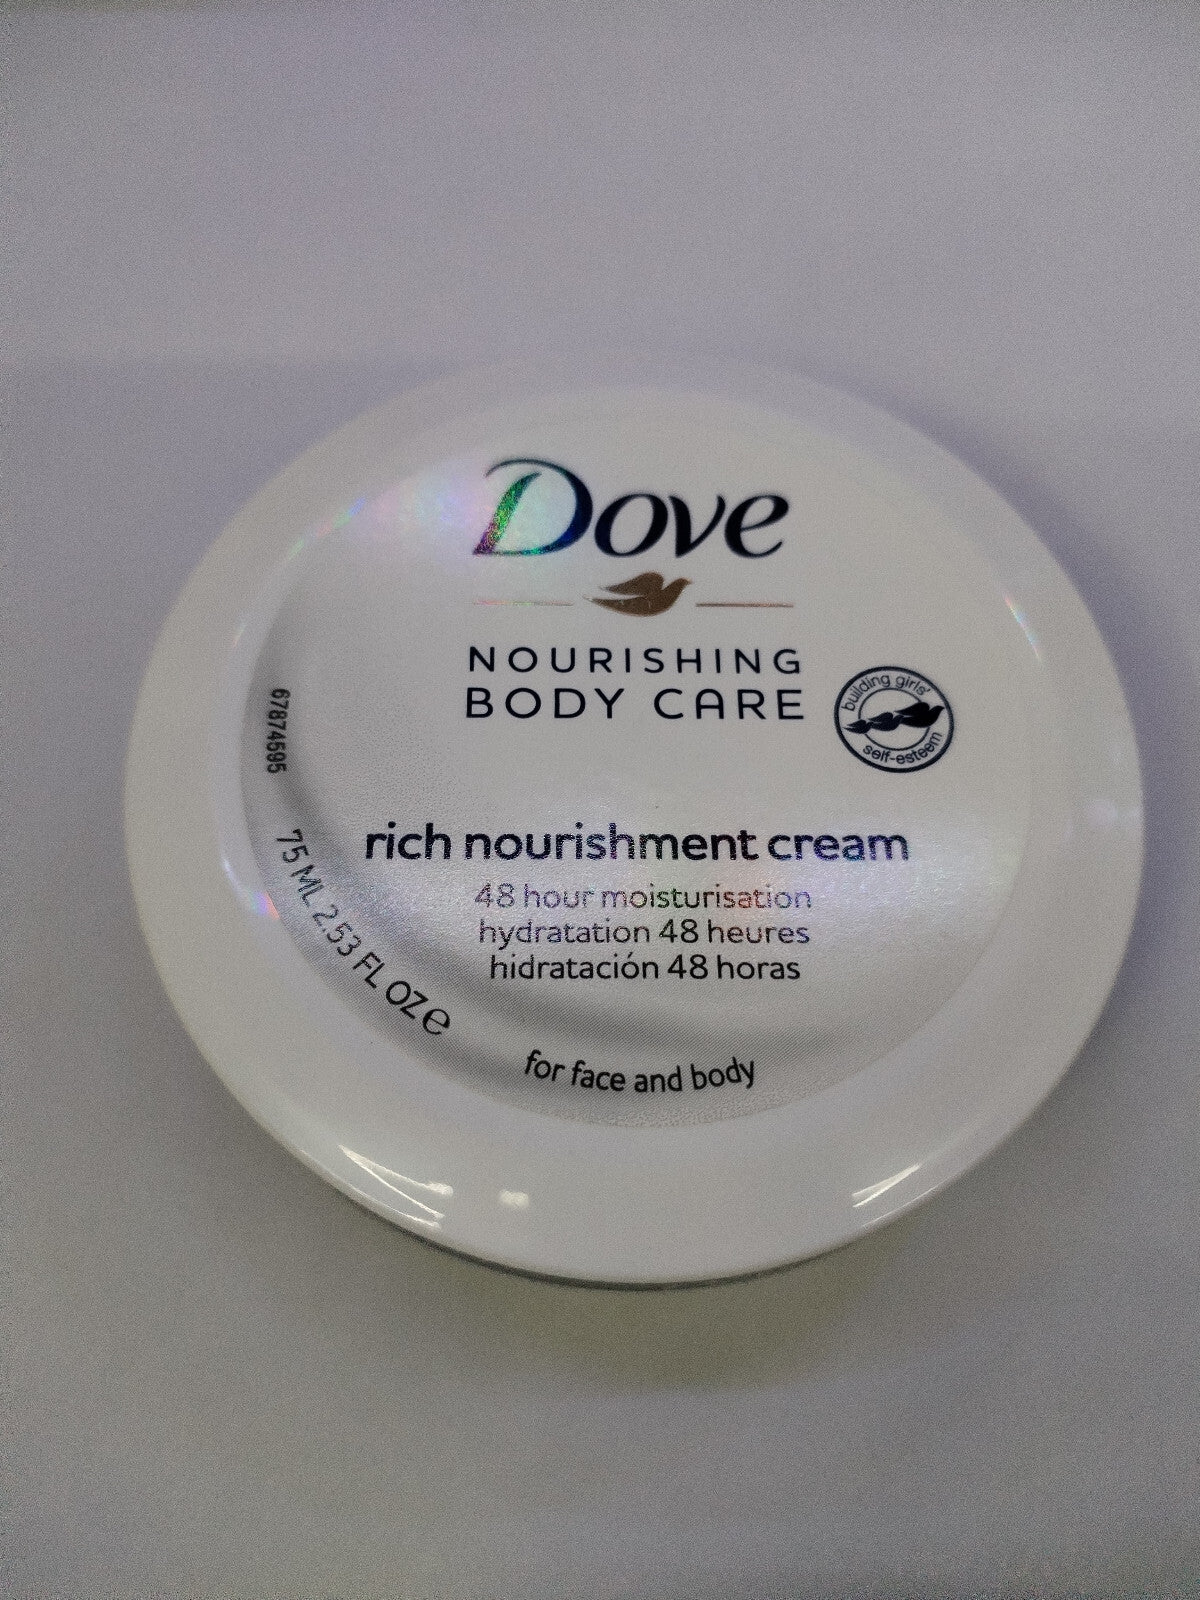 Dove
NOURISHING
BODY CARE
building girls'
self-esteem
67874595
rich nourishment cream
48 hour moisturisation
hydratation 48 heures
hidratación 48 horas
75 ML 2.53 FL OZ e
for face and body